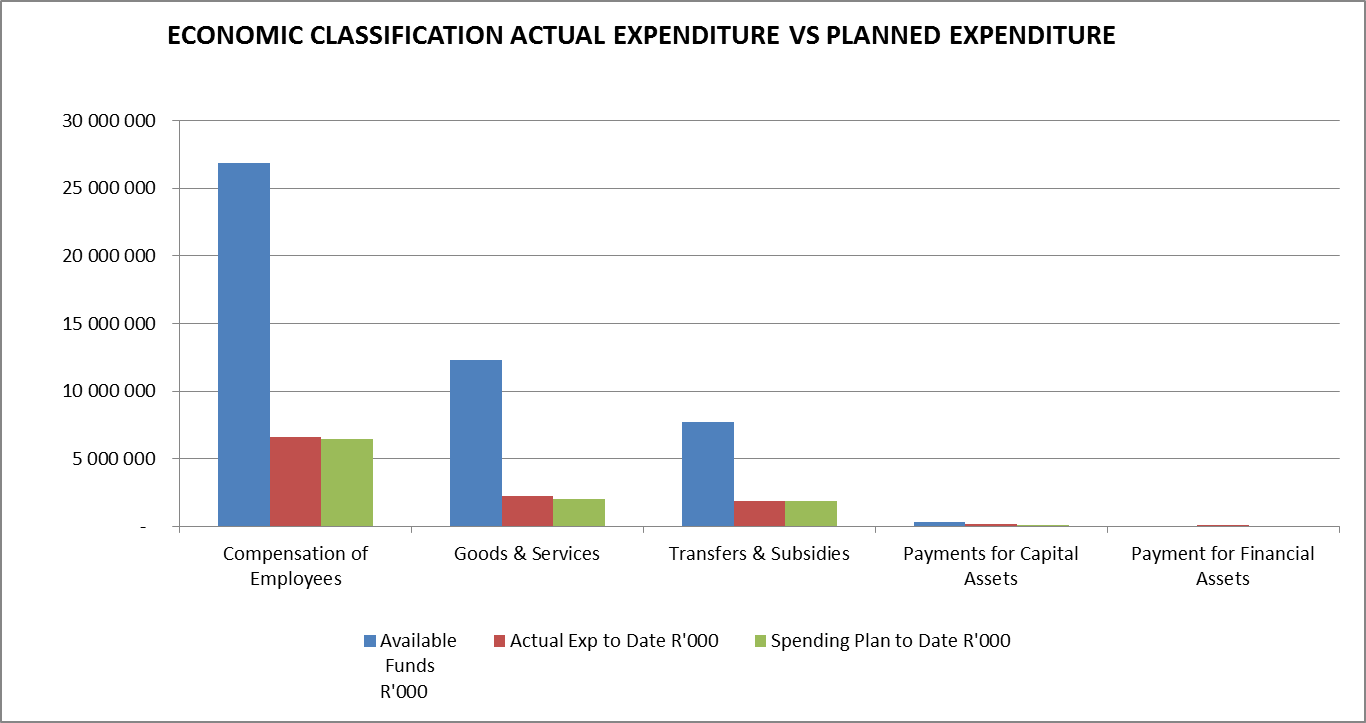 ECONOMIC CLASSIFICATION ACTUAL EXPENDITURE VS PLANNED EXPENDITURE
30 000 000
25 000 000
20 000 000
15 000 000
10 000 000
5 000 000
-
Compensation of
Employees
Goods & Services
Transfers & Subsidies
Payments for Capital
Assets
Payment for Financial
Assets
Available
Funds
R'000
Actual Exp to Date R'000
Spending Plan to Date R'000